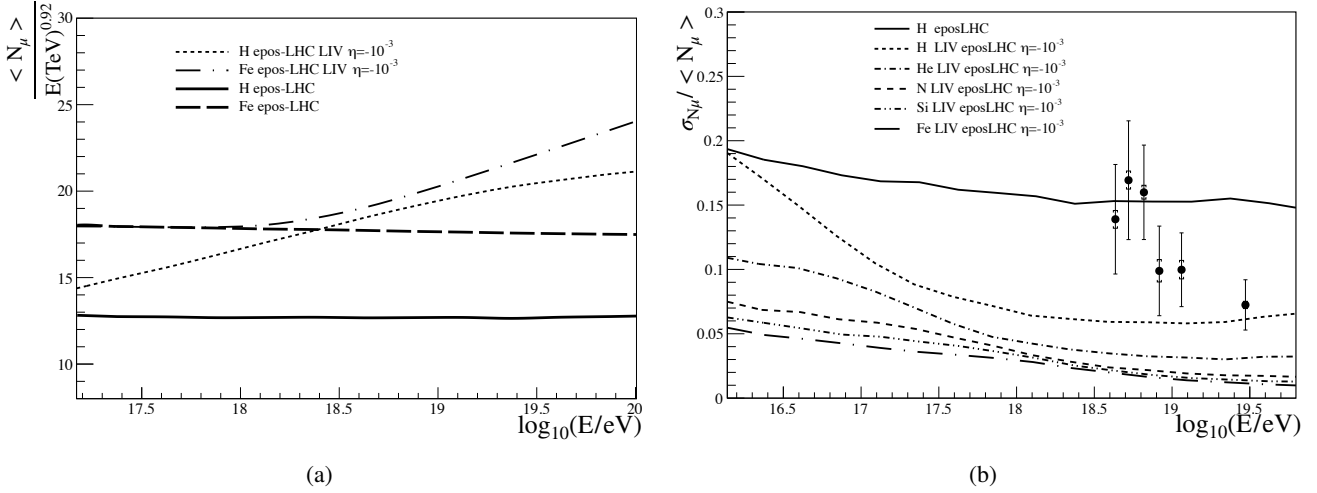 < N_μ >
E(TeV)^0.92
H epos-LHC LIV η=-10^-3
Fe epos-LHC LIV η=-10^-3
H epos-LHC
Fe epos-LHC
30
25
20
15
10
17.5 18 18.5 19 19.5 20
log_10(E/eV)
(a)
σ_Nμ / < N_μ >
H eposLHC
H LIV eposLHC η=-10^-3
He LIV eposLHC η=-10^-3
N LIV eposLHC η=-10^-3
Si LIV eposLHC η=-10^-3
Fe LIV eposLHC η=-10^-3
0.3
0.25
0.2
0.15
0.1
0.05
0
16.5 17 17.5 18 18.5 19 19.5
log_10(E/eV)
(b)